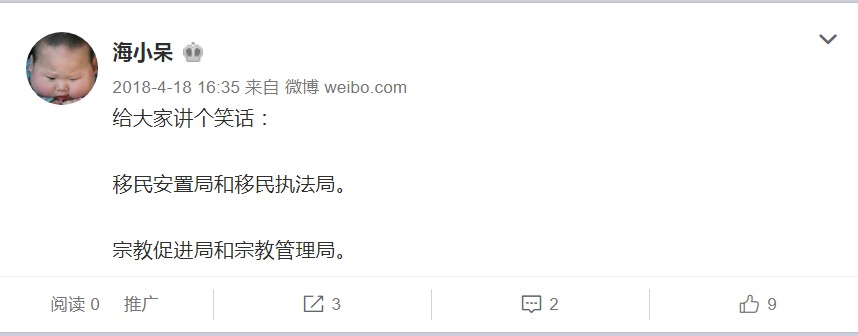 海小呆
2018-4-18 16:35 来自 微博 weibo.com
给大家讲个笑话：
移民安置局和移民执法局。
宗教促进局和宗教管理局。
阅读 0 推广 3 2 9